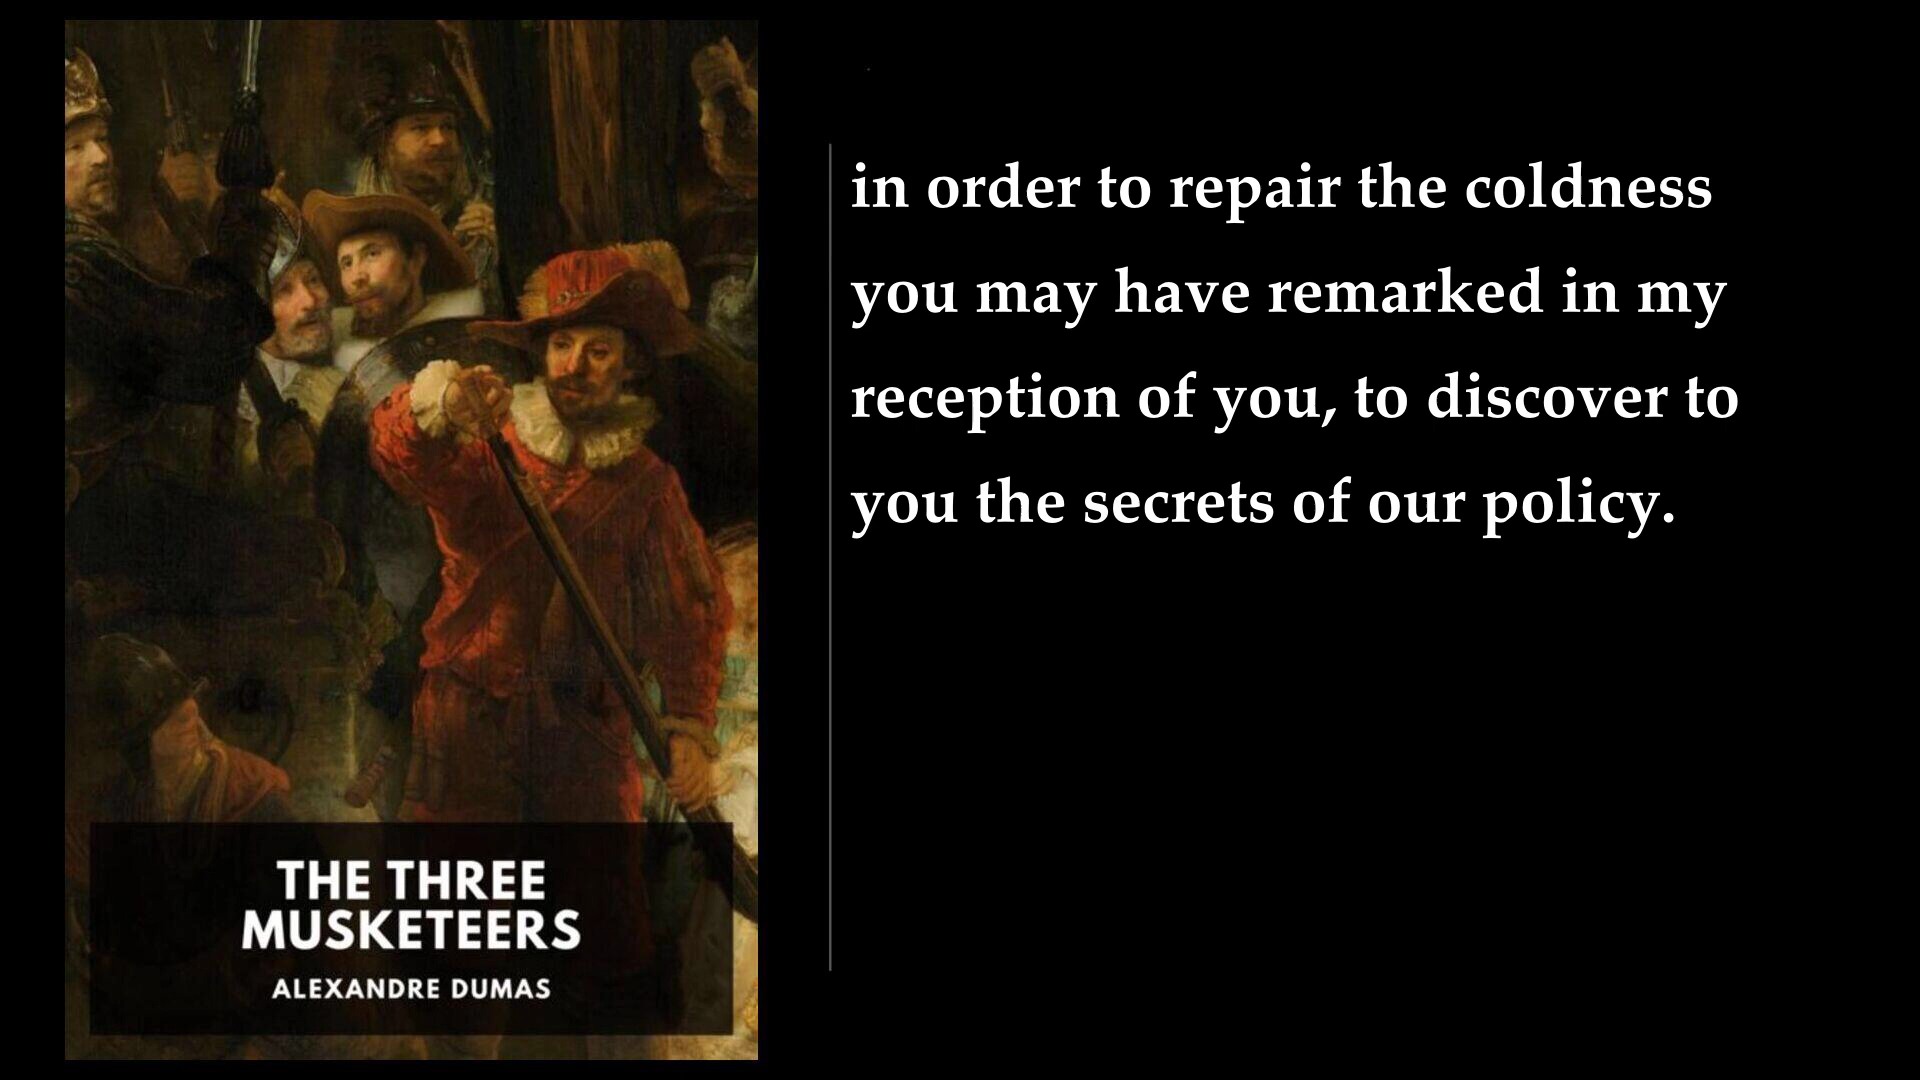 in order to repair the coldness
you may have remarked in my
reception of you, to discover to
you the secrets of our policy.
THE THREE
MUSKETEERS
ALEXANDRE DUMAS